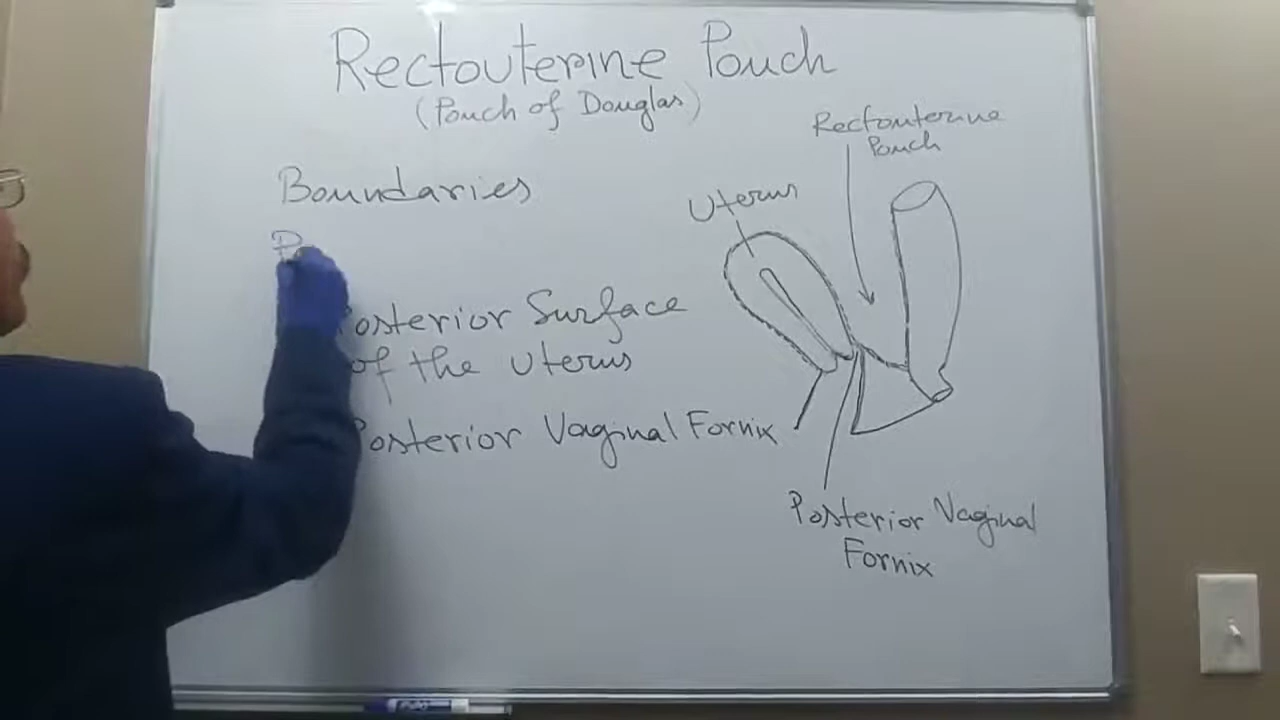 Rectouterine Pouch
(Pouch of Douglas)
Rectouterine
Pouch
Boundaries
Uterus
Posterior Surface
of the Uterus
Posterior Vaginal Fornix
Posterior Vaginal
Fornix